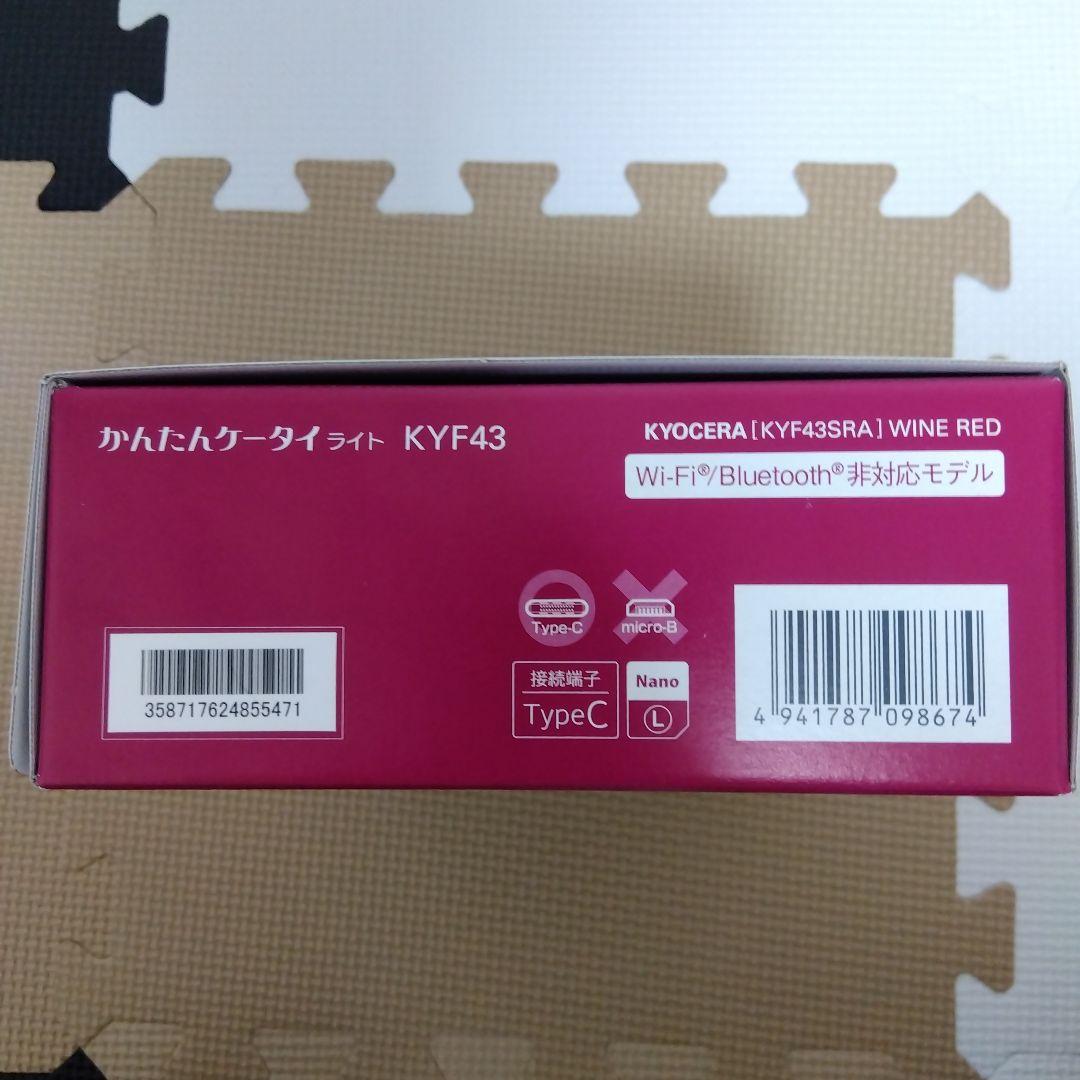 かんたんケータイ ライト KYF43
KYOCERA [KYF43SRA] WINE RED
Wi-Fi®/Bluetooth®非対応モデル
Type-C
micro-B
接続端子
TypeC
Nano
L
358717624855471
4 941787 098674